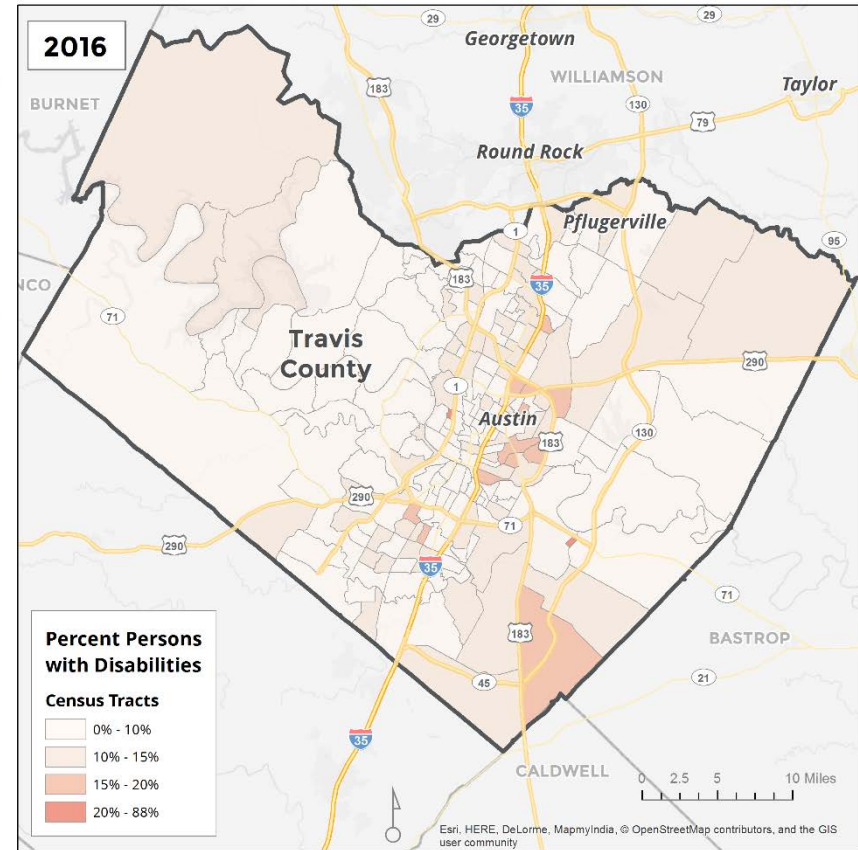 2016
29
29
Georgetown
183
WILLIAMSON
Taylor
BURNET
35
130
79
Round Rock
1
Pflugerville
95
183
35
NCO
71
Travis
County
290
1
Austin
183
130
290
71
290
35
71
183
BASTROP
45
21
35
CALDWELL
Percent Persons
with Disabilities
Census Tracts
0% - 10%
10% - 15%
15% - 20%
20% - 88%
0 2.5 5 10 Miles
Esri, HERE, DeLorme, MapmyIndia, © OpenStreetMap contributors, and the GIS
user community